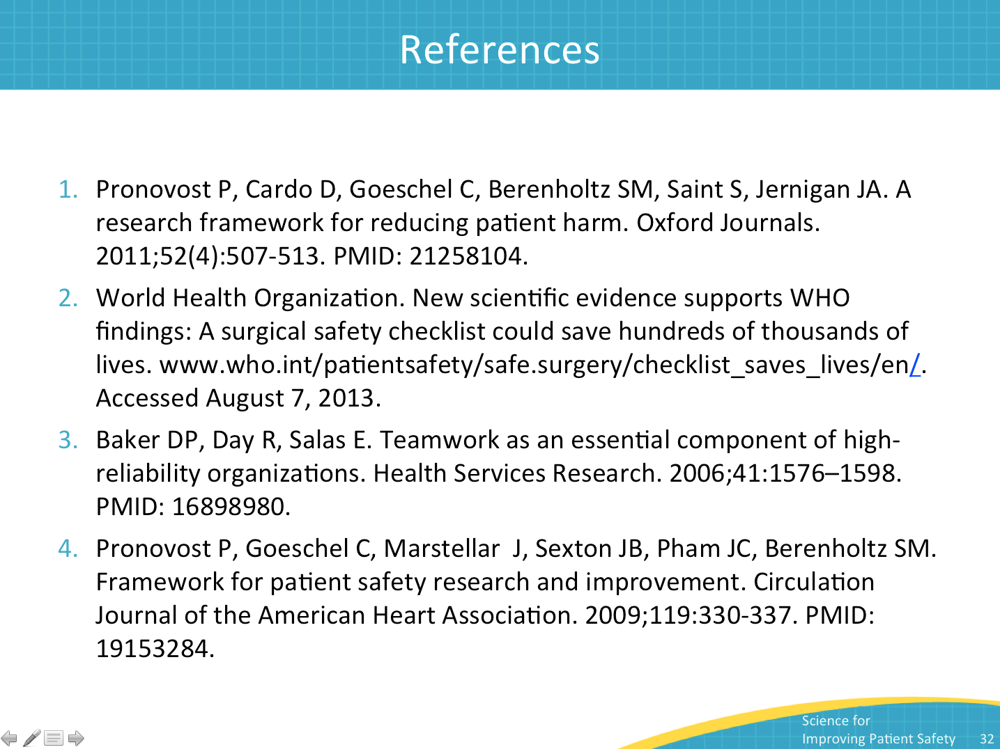 References
1. Pronovost P, Cardo D, Goeschel C, Berenholtz SM, Saint S, Jernigan JA. A
research framework for reducing patient harm. Oxford Journals.
2011;52(4):507-513. PMID: 21258104.
2. World Health Organization. New scientific evidence supports WHO
findings: A surgical safety checklist could save hundreds of thousands of
lives. www.who.int/patientsafety/safe.surgery/checklist_saves_lives/en/.
Accessed August 7, 2013.
3. Baker DP, Day R, Salas E. Teamwork as an essential component of high-
reliability organizations. Health Services Research. 2006;41:1576–1598.
PMID: 16898980.
4. Pronovost P, Goeschel C, Marstellar  J, Sexton JB, Pham JC, Berenholtz SM.
Framework for patient safety research and improvement. Circulation
Journal of the American Heart Association. 2009;119:330-337. PMID:
19153284.
Science for
Improving Patient Safety 32